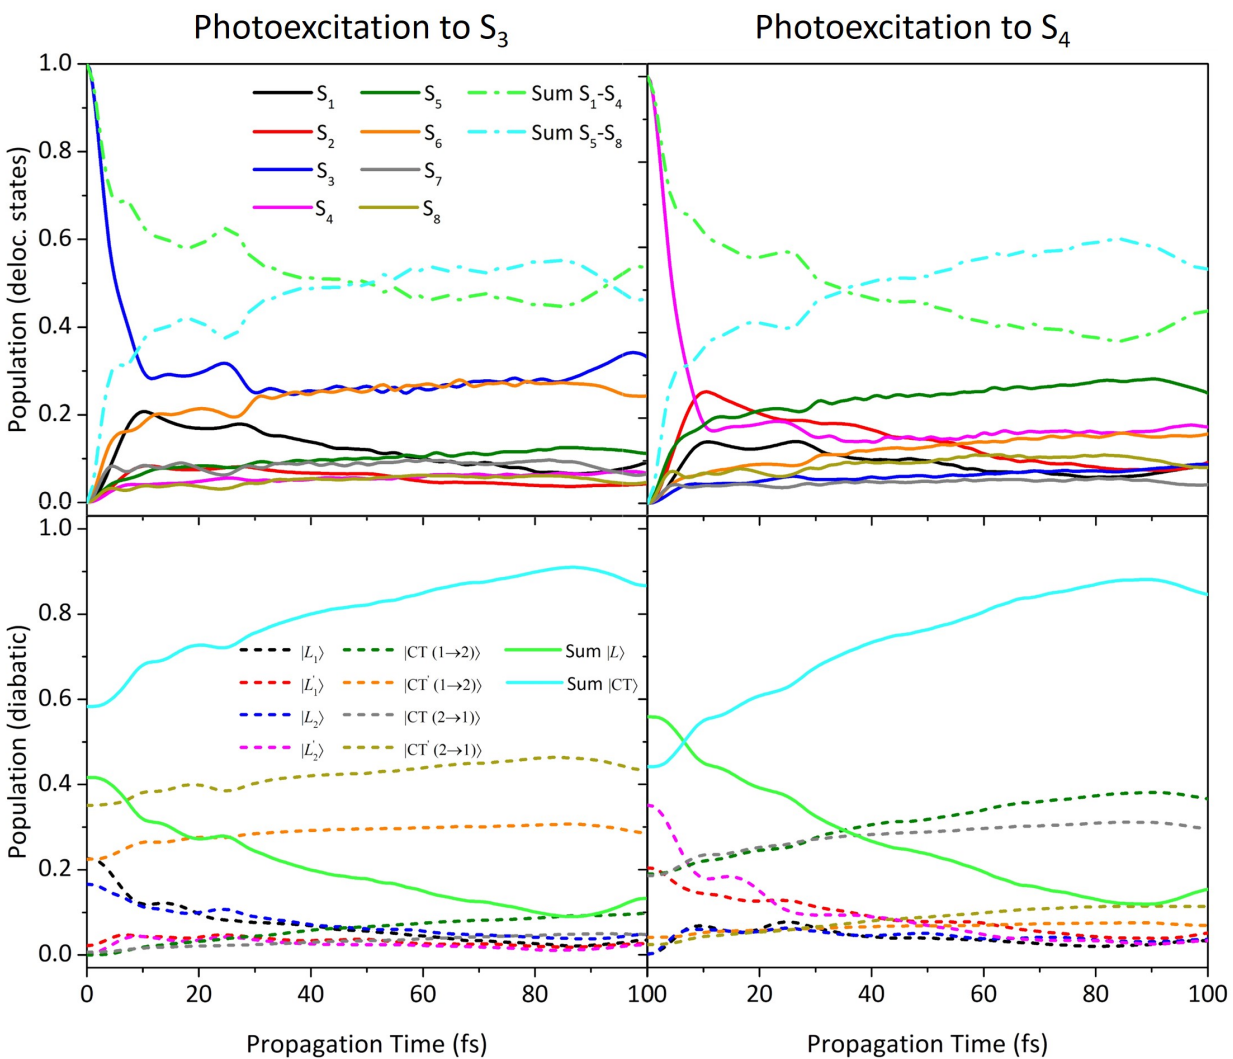 Photoexcitation to S₃
Photoexcitation to S₄
Population (deloc. states)
1.0
0.8
0.6
0.4
0.2
0.0
S₁ S₅ Sum S₁-S₄
S₂ S₆ Sum S₅-S₈
S₃ S₇
S₄ S₈
Population (diabatic)
1.0
0.8
0.6
0.4
0.2
0.0
|L₁⟩ |CT (1→2)⟩ Sum |L⟩
|L₁'⟩ |CT' (1→2)⟩ Sum |CT⟩
|L₂⟩ |CT (2→1)⟩
|L₂'⟩ |CT' (2→1)⟩
0 20 40 60 80 100 20 40 60 80 100
Propagation Time (fs)
Propagation Time (fs)